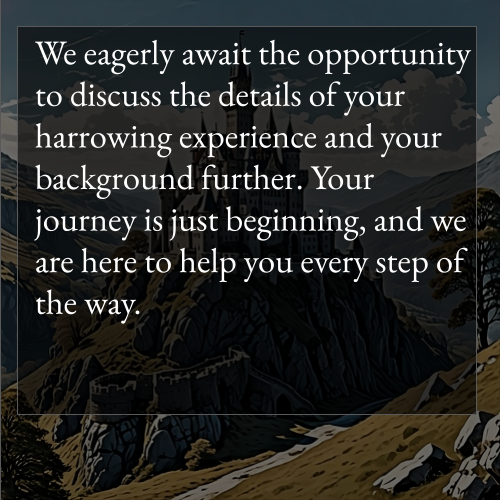 We eagerly await the opportunity
to discuss the details of your
harrowing experience and your
background further. Your
journey is just beginning, and we
are here to help you every step of
the way.